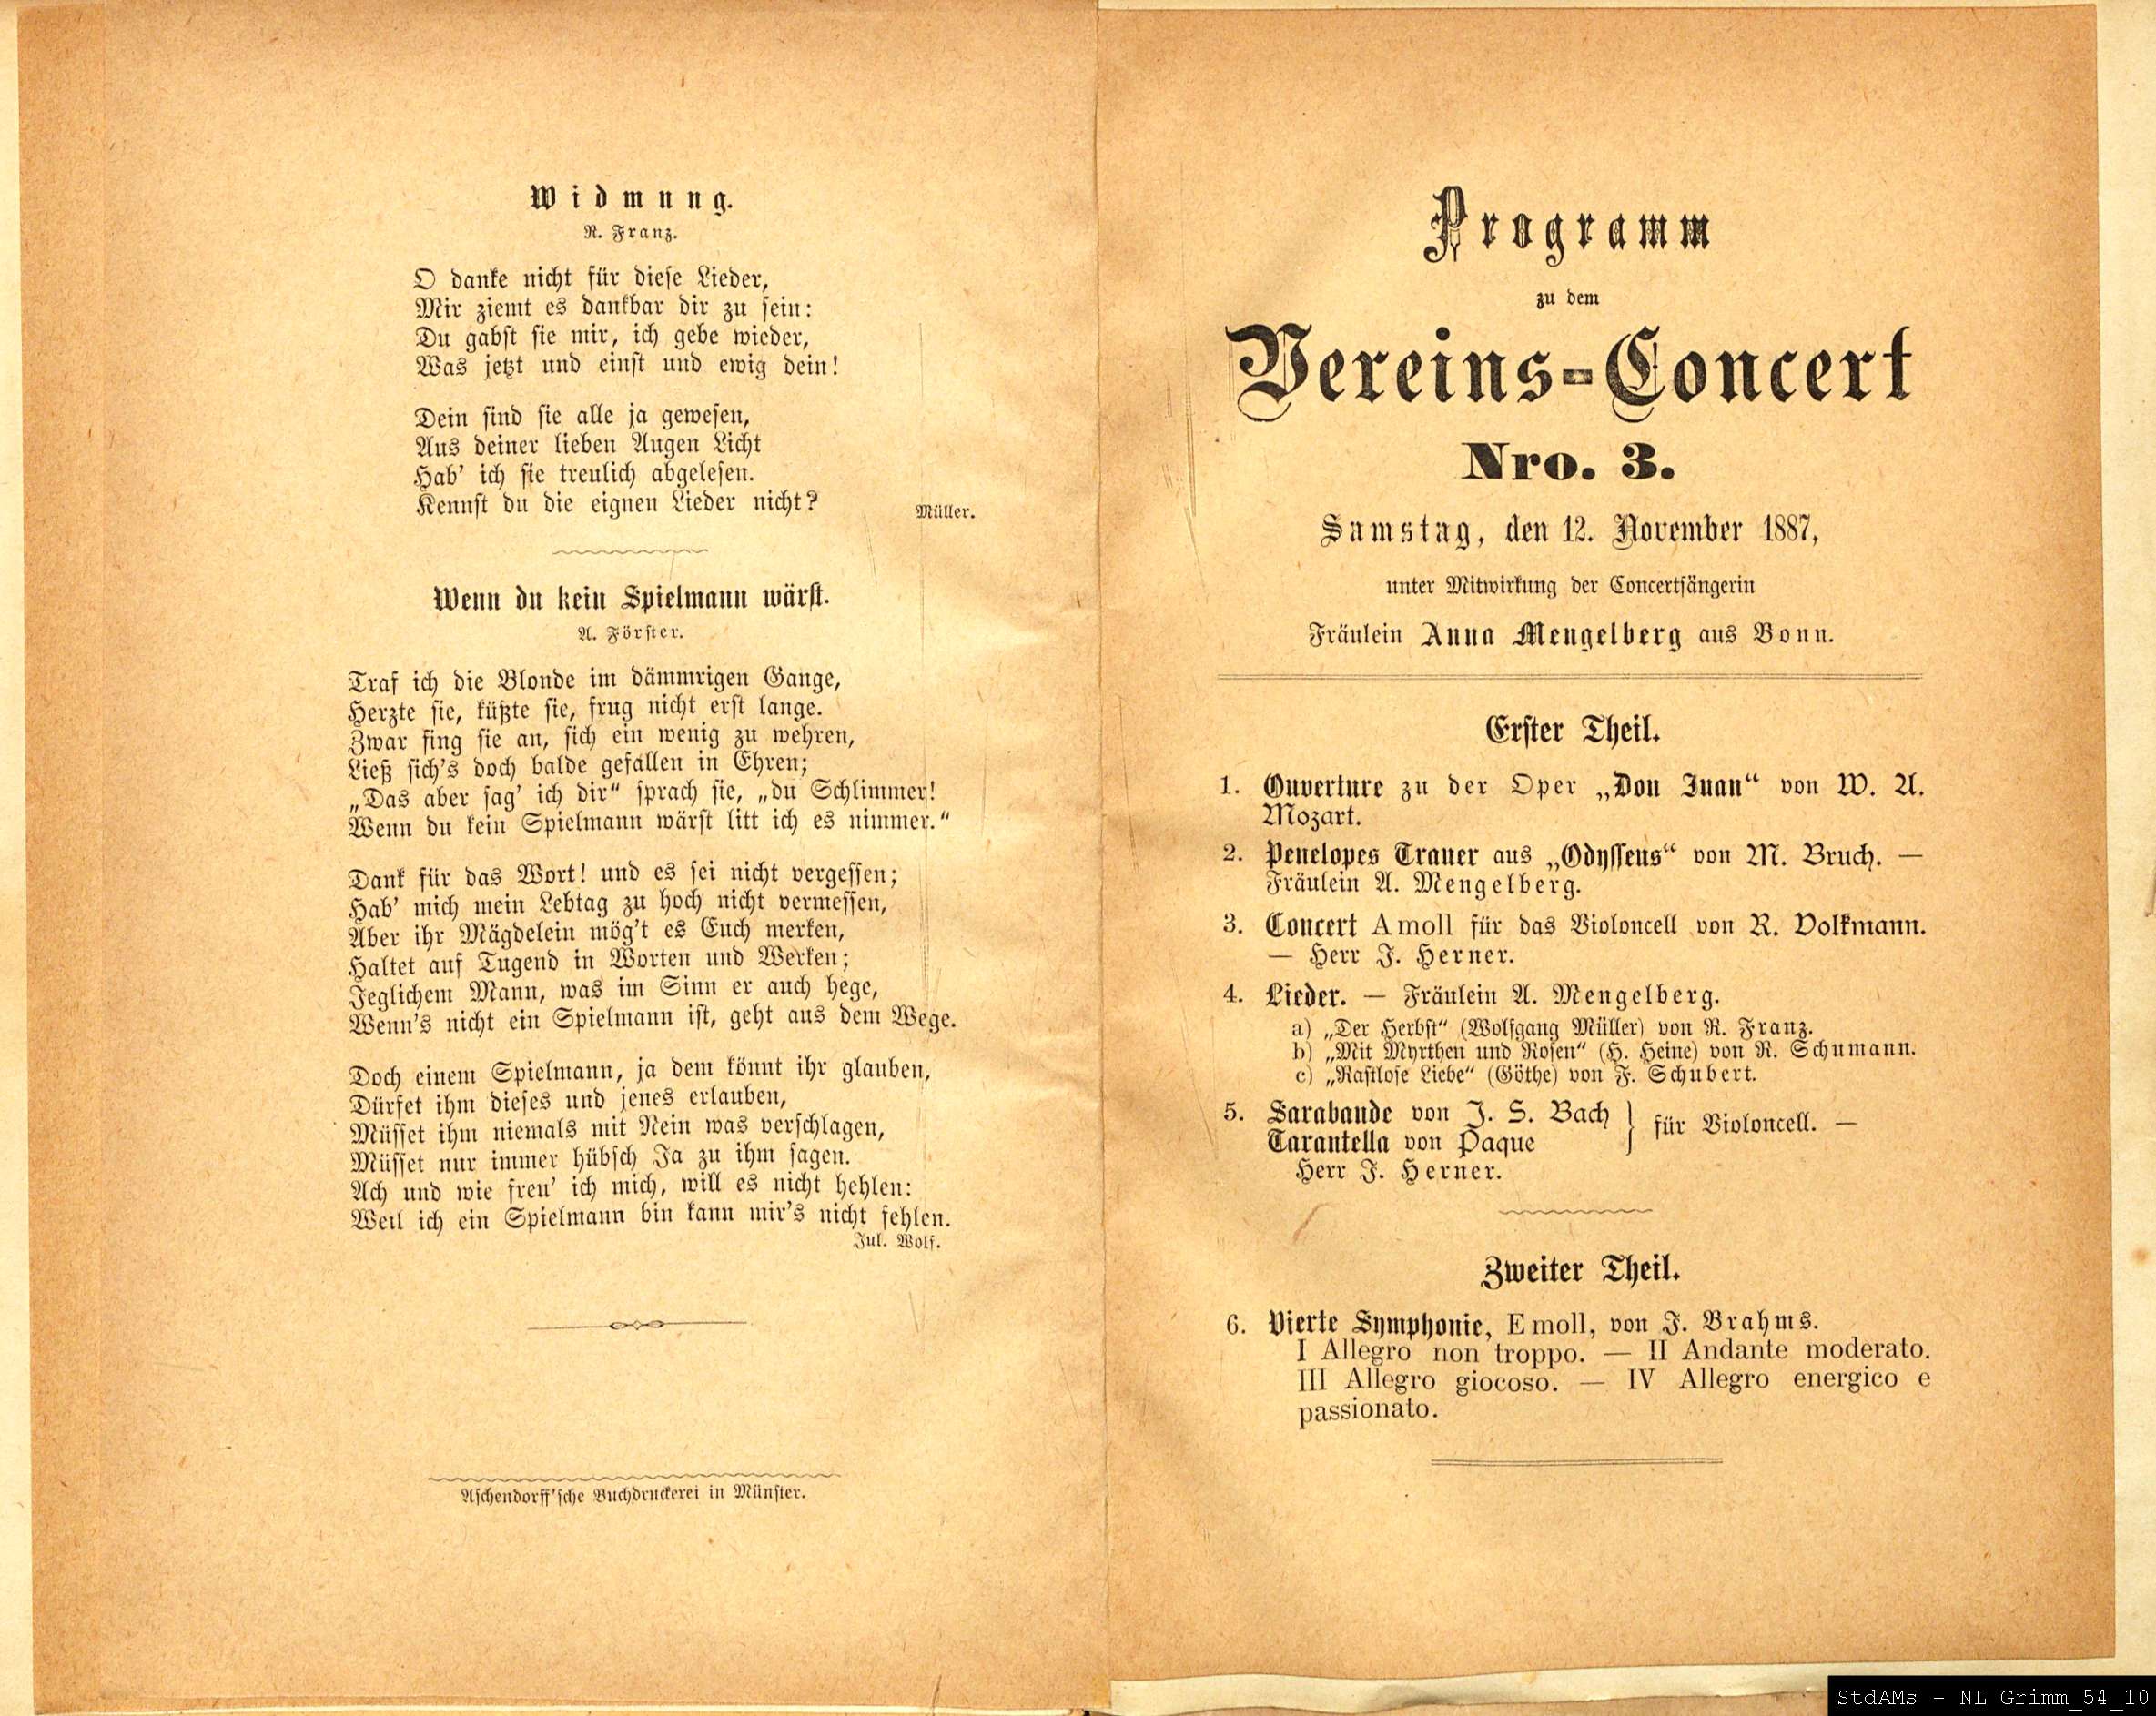 Widmung.
R. Franz.
O danke nicht für diese Lieder,
Mir ziemt es dankbar dir zu sein:
Du gabst sie mir, ich gebe wieder,
Was jetzt und einst und ewig dein!
Dein sind sie alle ja gewesen,
Aus deiner lieben Augen Licht
Hab' ich sie treulich abgelesen.
Kennst du die eignen Lieder nicht?
Müller.
Wenn du kein Spielmann wärst.
A. Förster.
Traf ich die Blonde im dämmrigen Gange,
Herzte sie, küßte sie, frug nicht erst lange.
Zwar fing sie an, sich ein wenig zu wehren,
Ließ sich's doch balde gefallen in Ehren;
„Das aber sag' ich dir“ sprach sie, „du Schlimmer!
Wenn du kein Spielmann wärst litt ich es nimmer.“
Dank für das Wort! und es sei nicht vergessen;
Hab' mich mein Lebtag zu hoch nicht vermessen,
Aber ihr Mägdelein mög't es Euch merken,
Haltet auf Tugend in Worten und Werken;
Jeglichem Mann, was im Sinn er auch hege,
Wenn's nicht ein Spielmann ist, geht aus dem Wege.
Doch einem Spielmann, ja dem könnt ihr glauben,
Dürfet ihm dieses und jenes erlauben,
Müsset ihm niemals mit Nein was verschlagen,
Müsset nur immer hübsch Ja zu ihm sagen.
Ach und wie freu' ich mich, will es nicht hehlen:
Weil ich ein Spielmann bin kann mir's nicht fehlen.
Jul. Wolf.
Aschendorff'sche Buchdruckerei in Münster.
Programm
zu dem
Vereins-Concert
Nro. 3.
Samstag, den 12. November 1887,
unter Mitwirkung der Concertsängerin
Fräulein Anna Mengelberg aus Bonn.
Erster Theil.
1. Ouverture zu der Oper „Don Juan“ von W. A.
Mozart.
2. Penelopes Trauer aus „Odysseus“ von M. Bruch. —
Fräulein A. Mengelberg.
3. Concert A moll für das Violoncell von R. Volkmann.
— Herr J. Herner.
4. Lieder. — Fräulein A. Mengelberg.
a) „Der Herbst“ (Wolfgang Müller) von R. Franz.
b) „Mit Myrthen und Rosen“ (H. Heine) von R. Schumann.
c) „Rastlose Liebe“ (Göthe) von F. Schubert.
5. Sarabande von J. S. Bach } für Violoncell. —
Tarantella von Paque
Herr J. Herner.
Zweiter Theil.
6. Vierte Symphonie, E moll, von J. Brahms.
I Allegro non troppo. — II Andante moderato.
III Allegro giocoso. — IV Allegro energico e
passionato.
StdAMs - NL Grimm_54_10